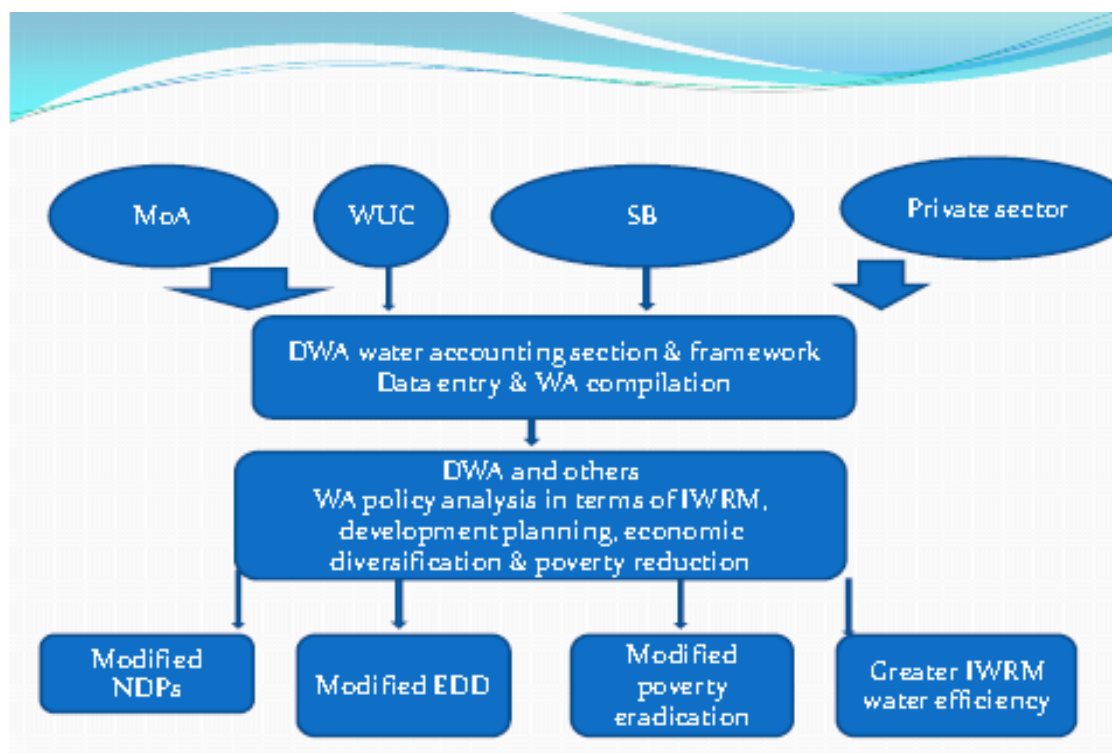 MoA
WUC
SB
Private sector
DWA water accounting section & framework
Data entry & WA compilation
DWA and others
WA policy analysis in terms of IWRM,
development planning, economic
diversification & poverty reduction
Modified
NDPs
Modified EDD
Modified
poverty
eradication
Greater IWRM
water efficiency